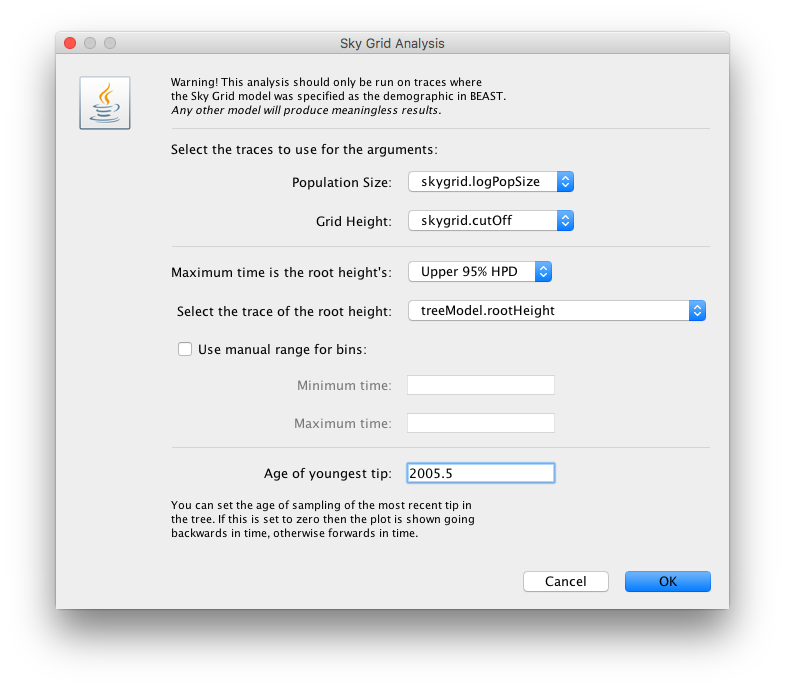 Sky Grid Analysis
Warning! This analysis should only be run on traces where
the Sky Grid model was specified as the demographic in BEAST.
Any other model will produce meaningless results.
Select the traces to use for the arguments:
Population Size: skygrid.logPopSize
Grid Height: skygrid.cutOff
Maximum time is the root height's: Upper 95% HPD
Select the trace of the root height: treeModel.rootHeight
Use manual range for bins:
Minimum time:
Maximum time:
Age of youngest tip: 2005.5
You can set the age of sampling of the most recent tip in
the tree. If this is set to zero then the plot is shown going
backwards in time, otherwise forwards in time.
Cancel OK